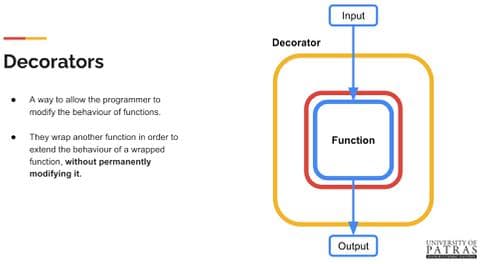 Decorators
● A way to allow the programmer to
modify the behaviour of functions.
● They wrap another function in order to
extend the behaviour of a wrapped
function, without permanently
modifying it.
Input
Decorator
Function
Output
UNIVERSITY OF
PATRAS